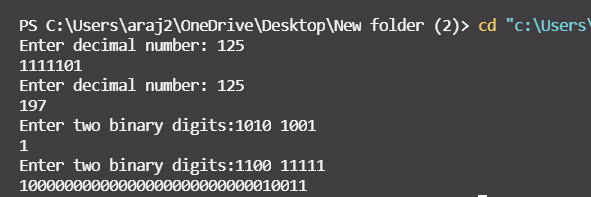 PS C:\Users\araj2\OneDrive\Desktop\New folder (2)> cd "c:\Users\
Enter decimal number: 125
1111101
Enter decimal number: 125
197
Enter two binary digits:1010 1001
1
Enter two binary digits:1100 11111
10000000000000000000000000010011